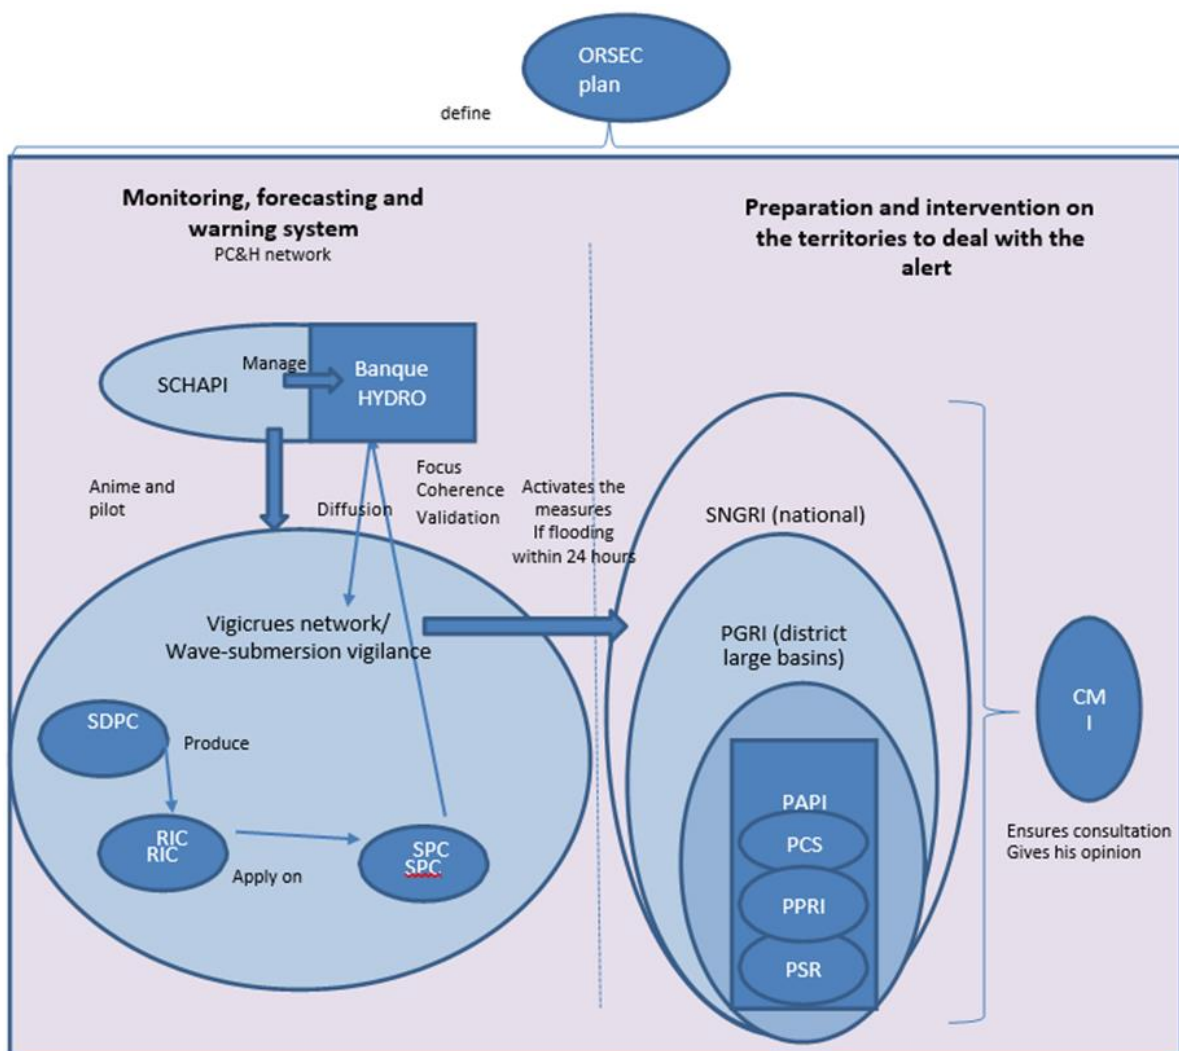 ORSEC
plan
define
Monitoring, forecasting and
warning system
PC&H network
Preparation and intervention on
the territories to deal with the
alert
Manage
SCHAPI
Banque
HYDRO
Anime and
pilot
Diffusion
Focus
Coherence
Validation
Activates the
measures
If flooding
within 24 hours
SNGRI (national)
Vigicrues network/
Wave-submersion vigilance
PGRI (district
large basins)
SDPC
Produce
RIC
RIC
Apply on
SPC
SPC
PAPI
PCS
PPRI
PSR
CM
I
Ensures consultation
Gives his opinion